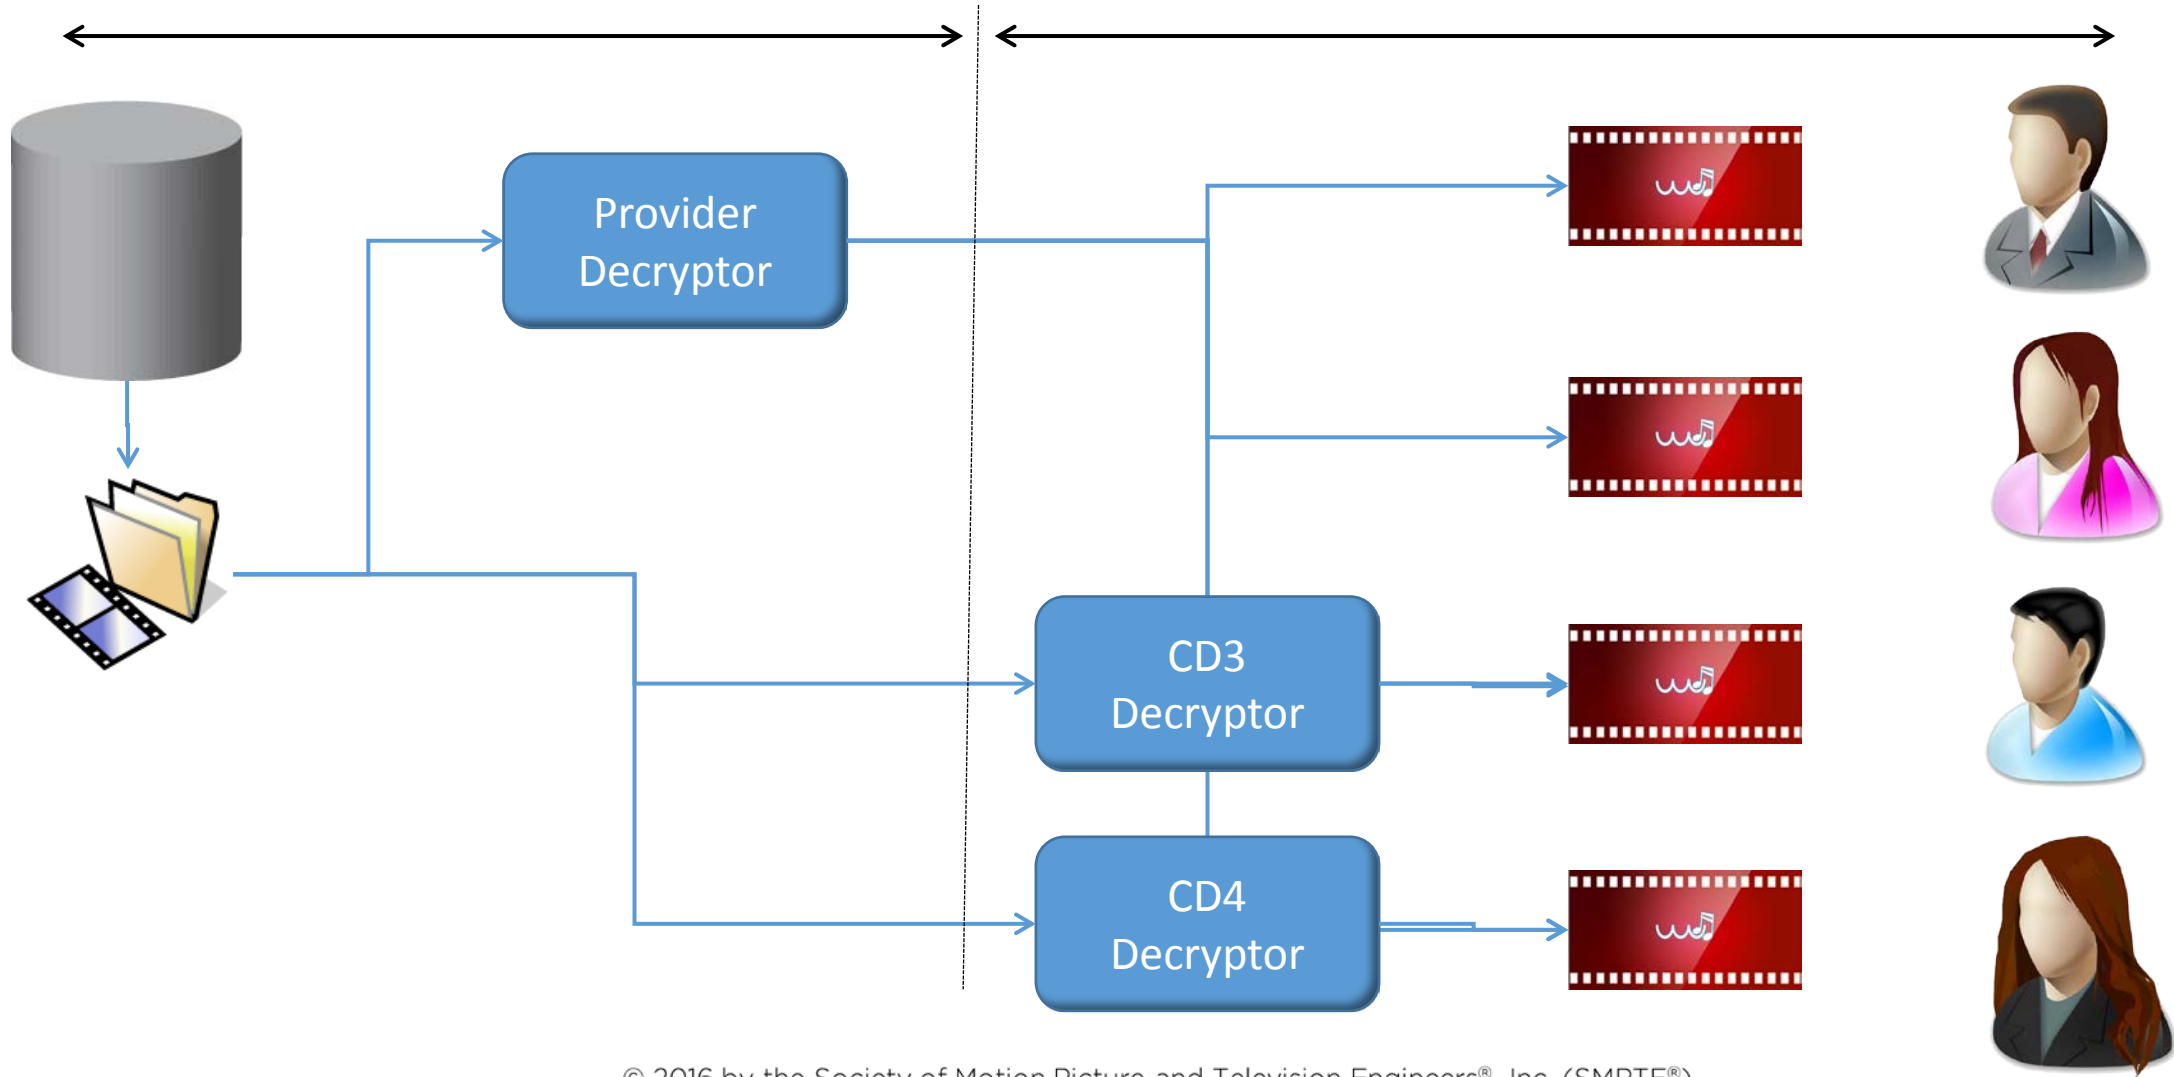 Provider
Decryptor
CD3
Decryptor
CD4
Decryptor
© 2016 by the Society of Motion Picture and Television Engineers®, Inc. (SMPTE®)